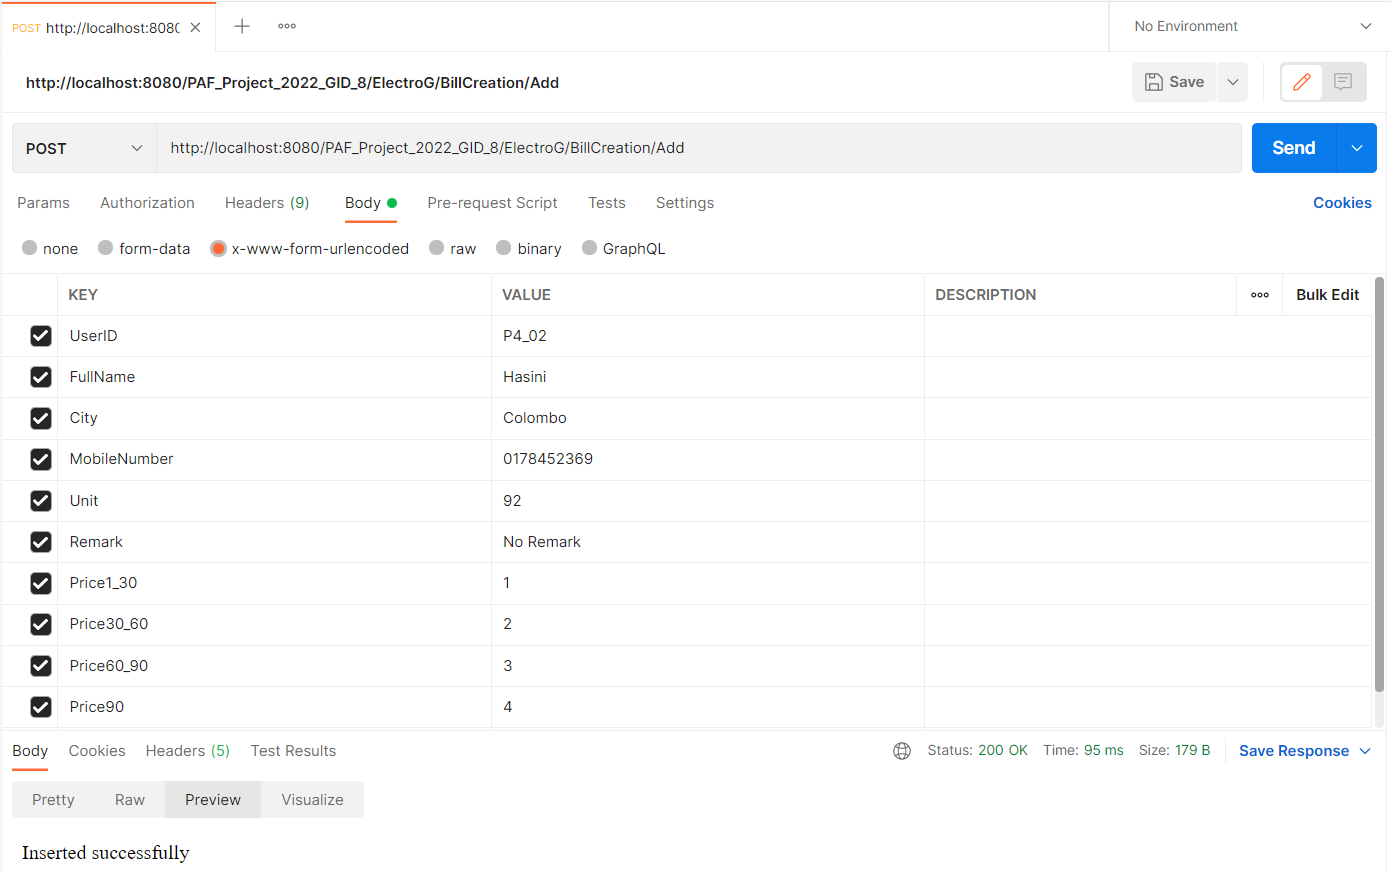 POST http://localhost:808
No Environment
http://localhost:8080/PAF_Project_2022_GID_8/ElectroG/BillCreation/Add
Save
POST http://localhost:8080/PAF_Project_2022_GID_8/ElectroG/BillCreation/Add Send
Params Authorization Headers (9) Body Pre-request Script Tests Settings Cookies
none form-data x-www-form-urlencoded raw binary GraphQL
KEY VALUE DESCRIPTION Bulk Edit
UserID P4_02
FullName Hasini
City Colombo
MobileNumber 0178452369
Unit 92
Remark No Remark
Price1_30 1
Price30_60 2
Price60_90 3
Price90 4
Body Cookies Headers (5) Test Results Status: 200 OK Time: 95 ms Size: 179 B Save Response
Pretty Raw Preview Visualize
Inserted successfully